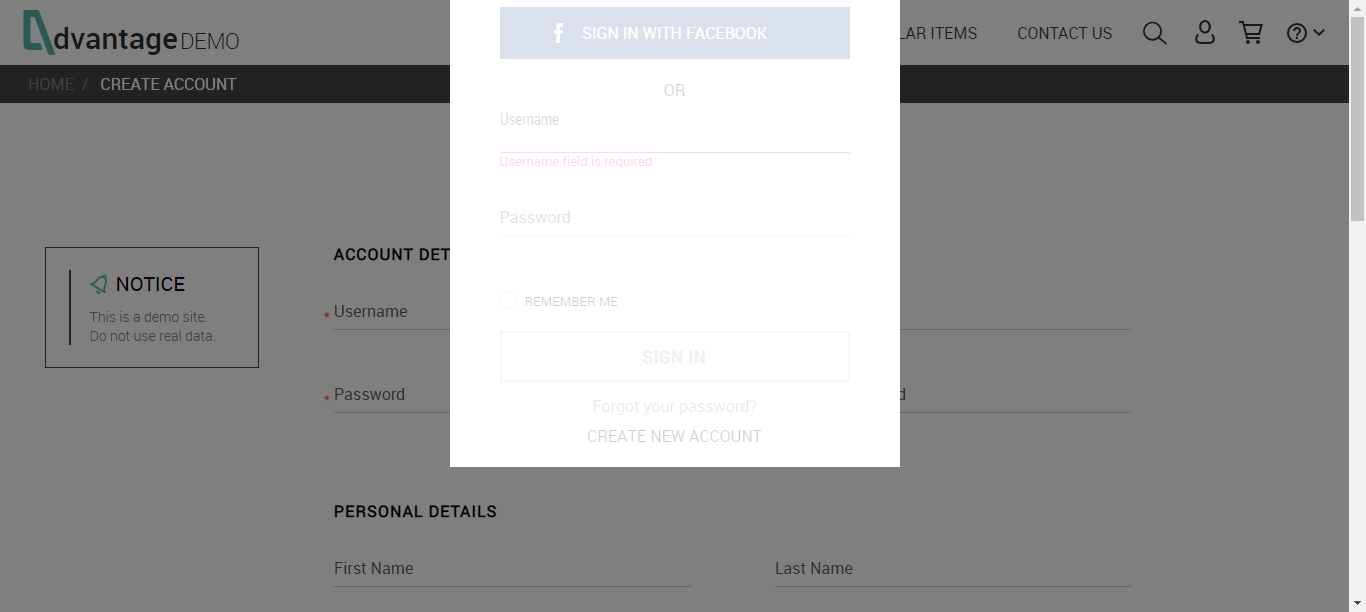 dvantage DEMO
LAR ITEMS
CONTACT US
HOME / CREATE ACCOUNT
SIGN IN WITH FACEBOOK
OR
Username
Username field is required
Password
REMEMBER ME
SIGN IN
Forgot your password?
CREATE NEW ACCOUNT
NOTICE
This is a demo site.
Do not use real data.
ACCOUNT DET
* Username
* Password
d
PERSONAL DETAILS
First Name
Last Name